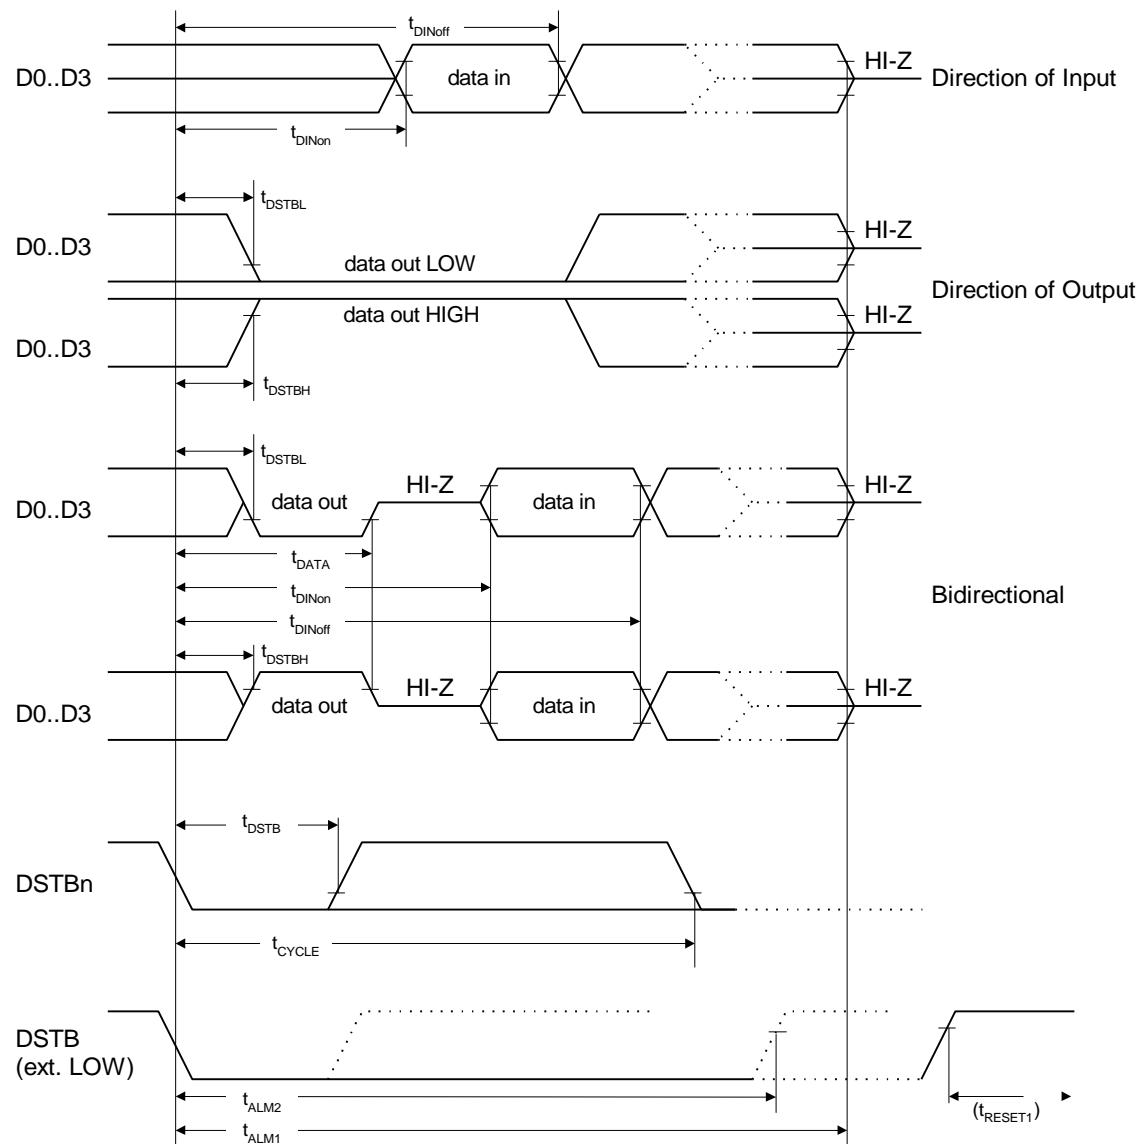 tDINoff
D0..D3 data in HI-Z Direction of Input
tDINon
tDSTBL
D0..D3 data out LOW HI-Z
Direction of Output
D0..D3 data out HIGH HI-Z
tDSTBH
tDSTBL
D0..D3 data out HI-Z data in HI-Z
tDATA
tDINon
Bidirectional
tDINoff
tDSTBH
D0..D3 data out HI-Z data in HI-Z
tDSTB
DSTBn
tCYCLE
DSTB
(ext. LOW)
tALM2 (tRESET1)
tALM1